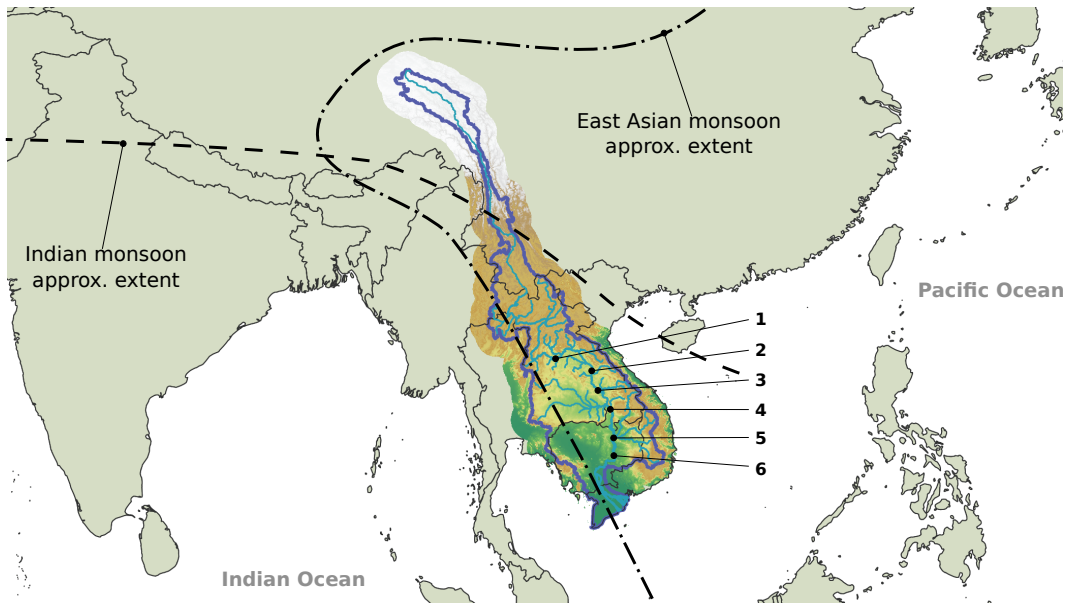 East Asian monsoon
approx. extent
Indian monsoon
approx. extent
Pacific Ocean
1
2
3
4
5
6
Indian Ocean